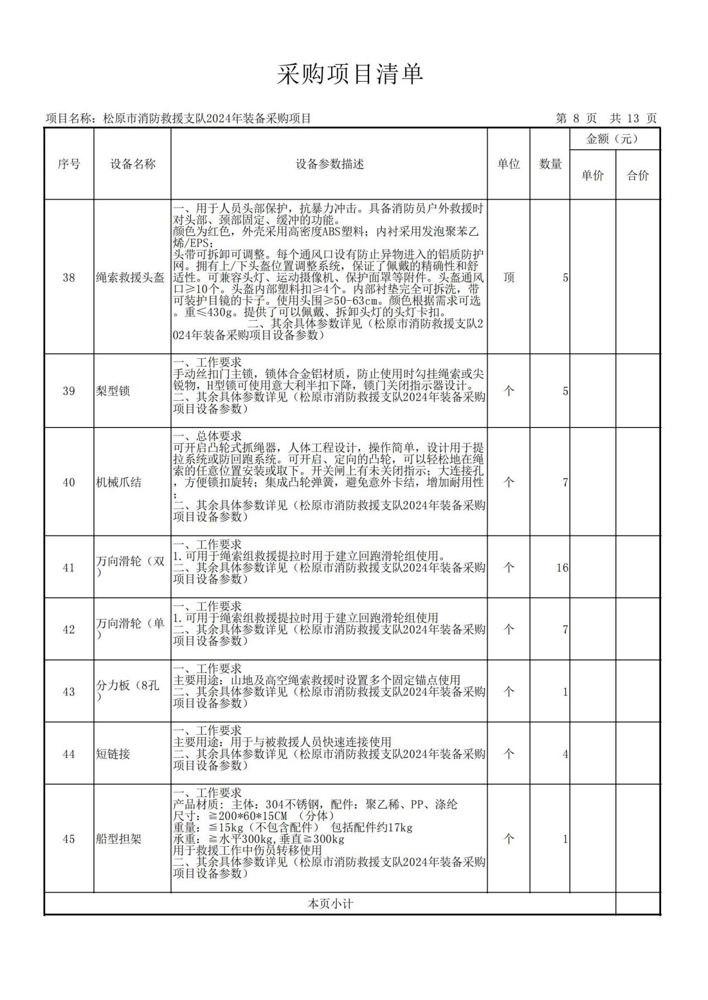 采购项目清单
项目名称：松原市消防救援支队2024年装备采购项目
第 8 页 共 13 页
序号 设备名称 设备参数描述 单位 数量 金额（元）
单价 合价
一、用于人员头部保护，抗暴力冲击。具备消防员户外救援时
对头部、颈部固定、缓冲的功能。
颜色为红色，外壳采用高密度ABS塑料；内衬采用发泡聚苯乙
烯/EPS；
头带可拆卸可调整。每个通风口设有防止异物进入的铝质防护
网。拥有上/下头盔位置调整系统，保证了佩戴的精确性和舒
38 绳索救援头盔 适性。可兼容头灯、运动摄像机、保护面罩等附件。头盔通风 顶 5
口≥10个。头盔内部塑料扣≥4个。内部衬垫完全可拆洗，带
可装护目镜的卡子。使用头围≥50-63cm。颜色根据需求可选
。重≤430g。提供了可以佩戴、拆卸头灯的头灯卡扣。
二、其余具体参数详见（松原市消防救援支队2
024年装备采购项目设备参数）
一、工作要求
手动丝扣门主锁，锁体合金铝材质，防止使用时勾挂绳索或尖
39 梨型锁 锐物，H型锁可使用意大利半扣下降，锁门关闭指示器设计。 个 5
二、其余具体参数详见（松原市消防救援支队2024年装备采购
项目设备参数）
一、总体要求
可开启凸轮式抓绳器，人体工程设计，操作简单，设计用于提
拉系统或防回跑系统。可开启、定向的凸轮，可以轻松地在绳
索的任意位置安装或取下。开关闸上有未关闭指示；大连接孔
40 机械爪结 ，方便锁扣旋转；集成凸轮弹簧，避免意外卡结，增加耐用性 个 7
；
二、其余具体参数详见（松原市消防救援支队2024年装备采购
项目设备参数）
一、工作要求
万向滑轮（双 1.可用于绳索组救援提拉时用于建立回跑滑轮组使用。
41 ） 二、其余具体参数详见（松原市消防救援支队2024年装备采购 个 16
项目设备参数）
一、工作要求
万向滑轮（单 1.可用于绳索组救援提拉时用于建立回跑滑轮组使用
42 ） 二、其余具体参数详见（松原市消防救援支队2024年装备采购 个 7
项目设备参数）
一、工作要求
分力板（8孔 主要用途：山地及高空绳索救援时设置多个固定锚点使用
43 ） 二、其余具体参数详见（松原市消防救援支队2024年装备采购 个 1
项目设备参数）
一、工作要求
主要用途：用于与被救援人员快速连接使用
44 短链接 二、其余具体参数详见（松原市消防救援支队2024年装备采购 个 4
项目设备参数）
一、工作要求
产品材质: 主体：304不锈钢，配件：聚乙稀、PP、涤纶
尺寸：≧200*60*15CM （分体）
重量：≦15kg（不包含配件） 包括配件约17kg
45 船型担架 承重：≧水平300kg,垂直≧300kg 个 1
用于救援工作中伤员转移使用
二、其余具体参数详见（松原市消防救援支队2024年装备采购
项目设备参数）
本页小计